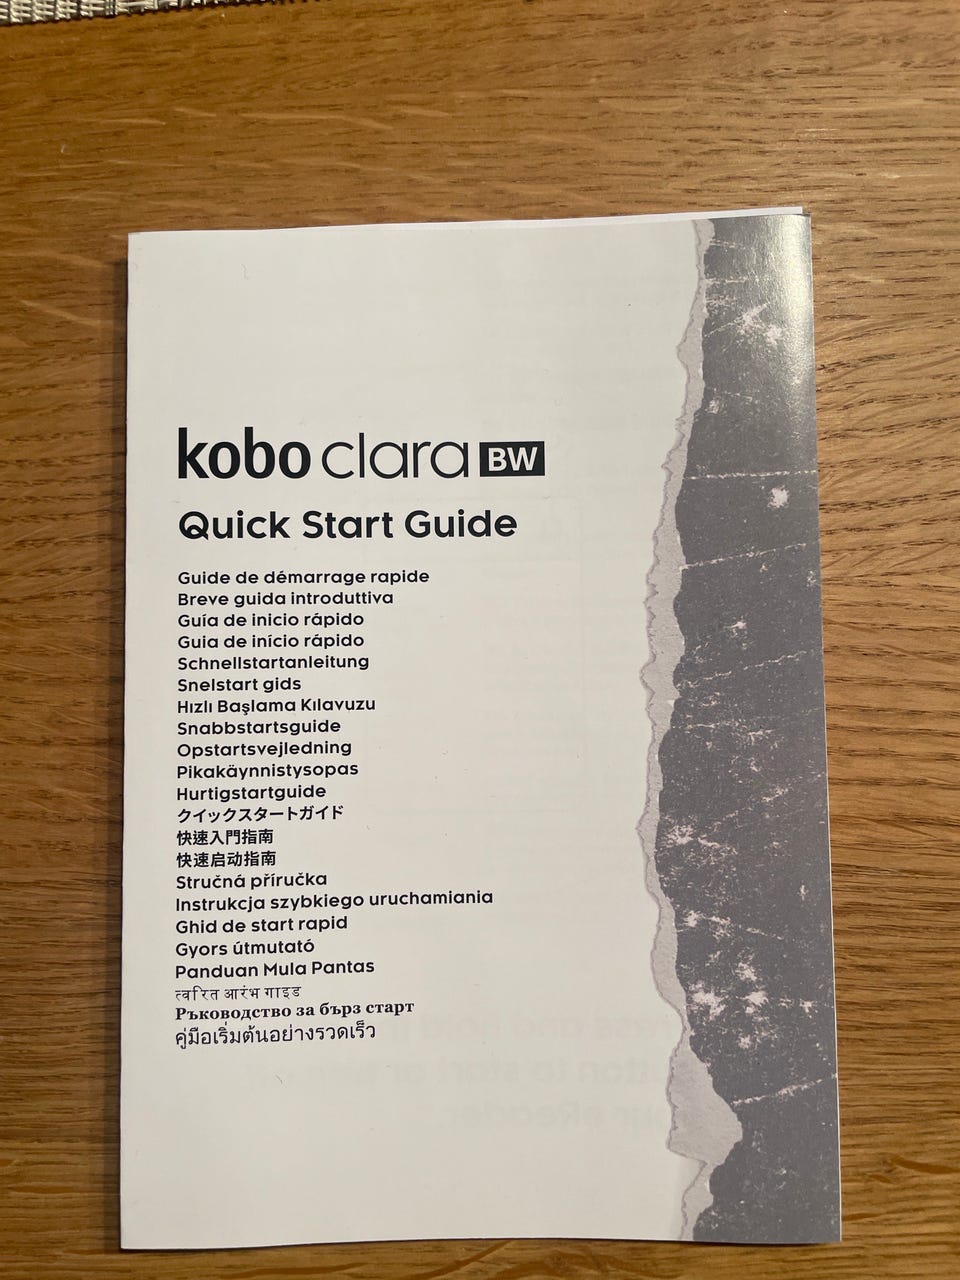 kobo clara BW
Quick Start Guide
Guide de démarrage rapide
Breve guida introduttiva
Guía de inicio rápido
Guia de início rápido
Schnellstartanleitung
Snelstart gids
Hızlı Başlama Kılavuzu
Snabbstartsguide
Opstartsvejledning
Pikakäynnistysopas
Hurtigstartguide
クイックスタートガイド
快速入門指南
快速启动指南
Stručná příručka
Instrukcja szybkiego uruchamiania
Ghid de start rapid
Gyors útmutató
Panduan Mula Pantas
त्वरित आरंभ गाइड
Ръководство за бърз старт
คู่มือเริ่มต้นอย่างรวดเร็ว